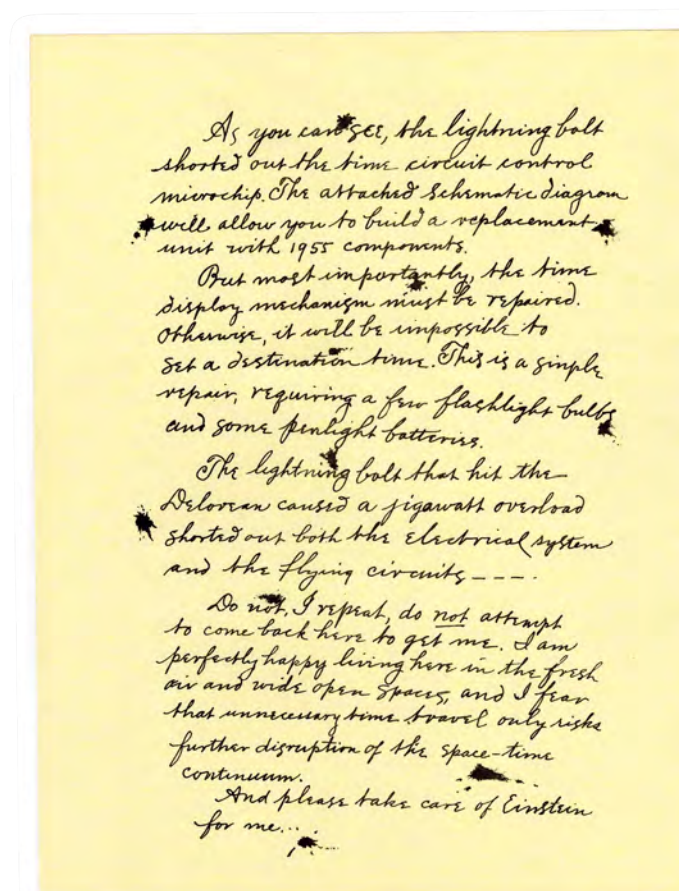 As you can see, the lightning bolt
shorted out the time circuit control
microchip. The attached schematic diagram
will allow you to build a replacement
unit with 1955 components.
But most importantly, the time
display mechanism must be repaired.
Otherwise, it will be impossible to
set a destination time. This is a simple
repair, requiring a few flashlight bulbs
and some penlight batteries.
The lightning bolt that hit the
Delorean caused a jigawatt overload
shorted out both the electrical system
and the flying circuits ----.
Do not, I repeat, do not attempt
to come back here to get me. I am
perfectly happy living here in the fresh
air and wide open spaces, and I fear
that unnecessary time travel only risks
further disruption of the space-time
continuum.
And please take care of Einstein
for me...